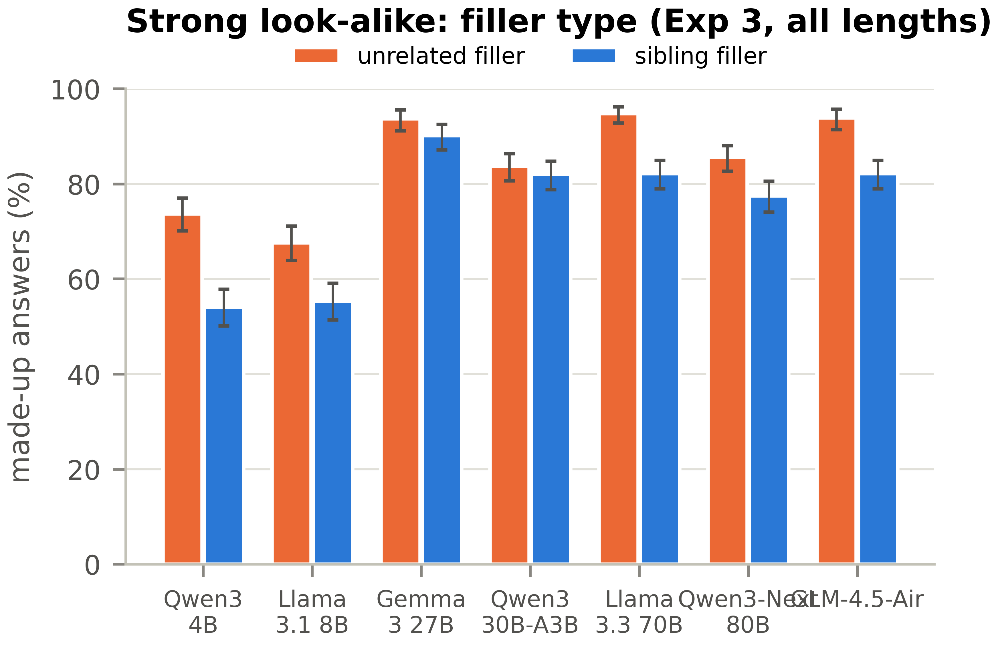 Strong look-alike: filler type (Exp 3, all lengths)
unrelated filler sibling filler
made-up answers (%)
100
80
60
40
20
0
Qwen3 Llama Gemma Qwen3 Llama Qwen3-Next GLM-4.5-Air
4B 3.1 8B 3 27B 30B-A3B 3.3 70B 80B